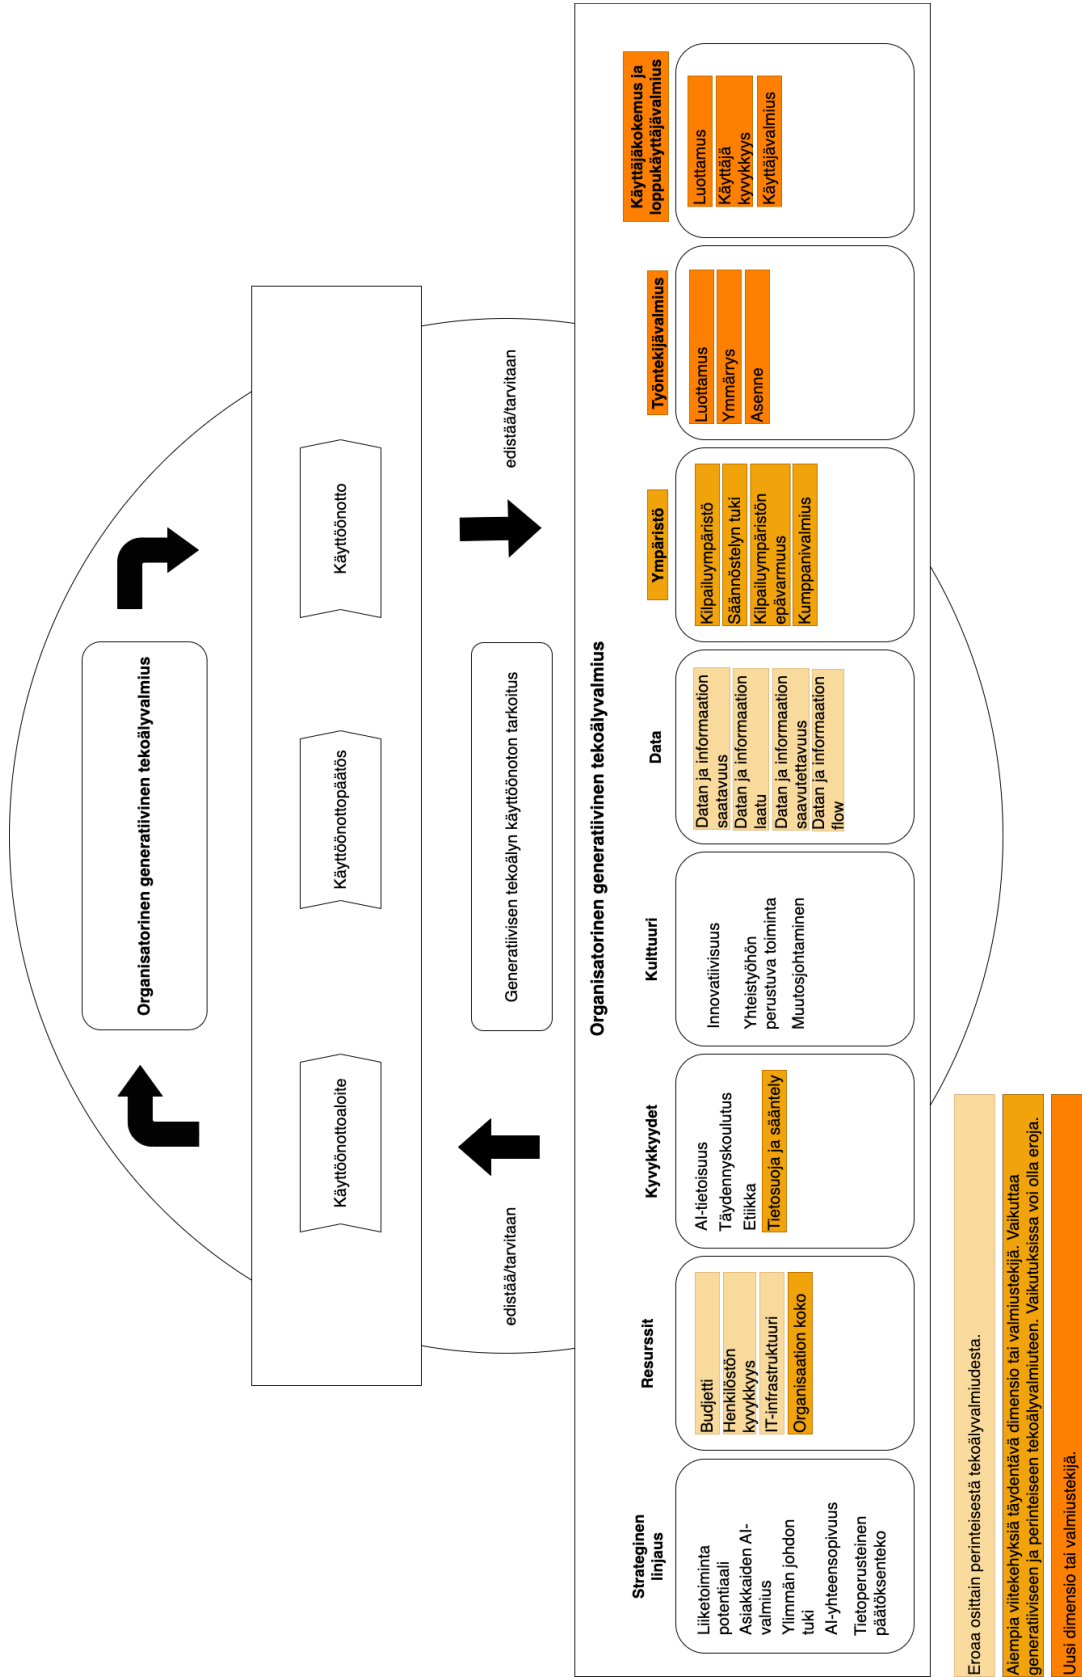 Organisatorinen generatiivinen tekoälyvalmius
Käyttöönottoaloite
Käyttöönottopäätös
Käyttöönotto
edistää/tarvitaan
Generatiivisen tekoälyn käyttöönoton tarkoitus
edistää/tarvitaan
Organisatorinen generatiivinen tekoälyvalmius
Strateginen
linjaus
Liiketoiminta
potentiaali
Asiakkaiden AI-
valmius
Ylimmän johdon
tuki
AI-yhteensopivuus
Tietoperusteinen
päätöksenteko
Resurssit
Budjetti
Henkilöstön
kyvykkyys
IT-infrastruktuuri
Organisaation koko
Kyvykkyydet
AI-tietoisuus
Täydennyskoulutus
Etiikka
Tietosuoja ja sääntely
Kulttuuri
Innovatiivisuus
Yhteistyöhön
perustuva toiminta
Muutosjohtaminen
Data
Datan ja informaation
saatavuus
Datan ja informaation
laatu
Datan ja informaation
saavutettavuus
Datan ja informaation
flow
Ympäristö
Kilpailuympäristö
Säännöstelyn tuki
Kilpailuympäristön
epävarmuus
Kumppanivalmius
Työntekijävalmius
Luottamus
Ymmärrys
Asenne
Käyttäjäkokemus ja
loppukäyttäjävalmius
Luottamus
Käyttäjä
kyvykkyys
Käyttäjävalmius
Eroaa osittain perinteisestä tekoälyvalmiudesta.
Aiempia viitekehyksiä täydentävä dimensio tai valmiustekijä. Vaikuttaa
generatiiviseen ja perinteiseen tekoälyvalmiuteen. Vaikutuksissa voi olla eroja.
Uusi dimensio tai valmiustekijä.